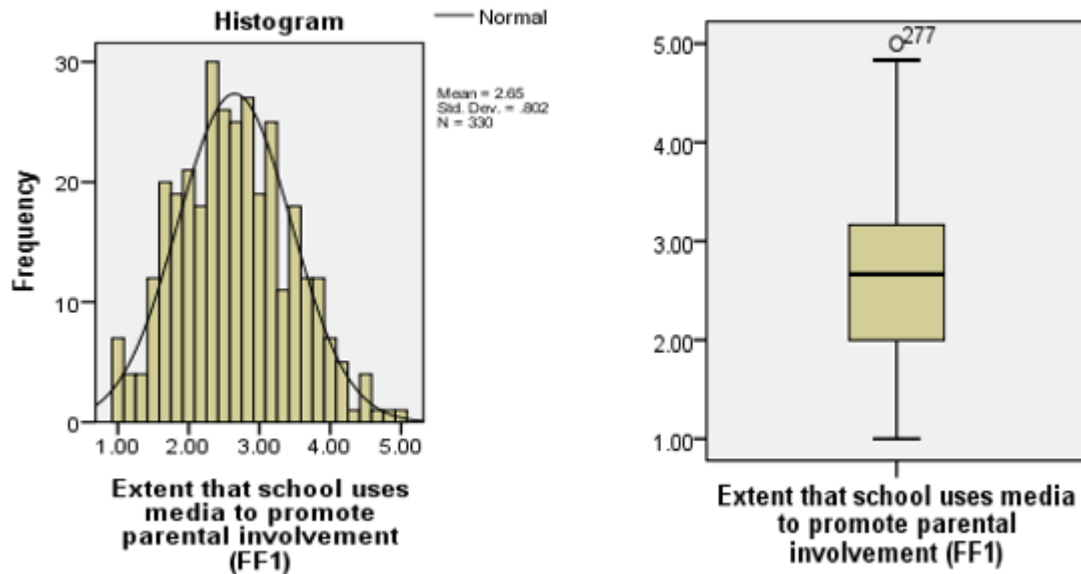 Histogram
Normal
Mean = 2.65
Std. Dev. = .802
N = 330
30
20
10
0
Frequency
1.00 2.00 3.00 4.00 5.00
Extent that school uses
media to promote
parental involvement
(FF1)
277
5.00
4.00
3.00
2.00
1.00
Extent that school uses media
to promote parental
involvement (FF1)